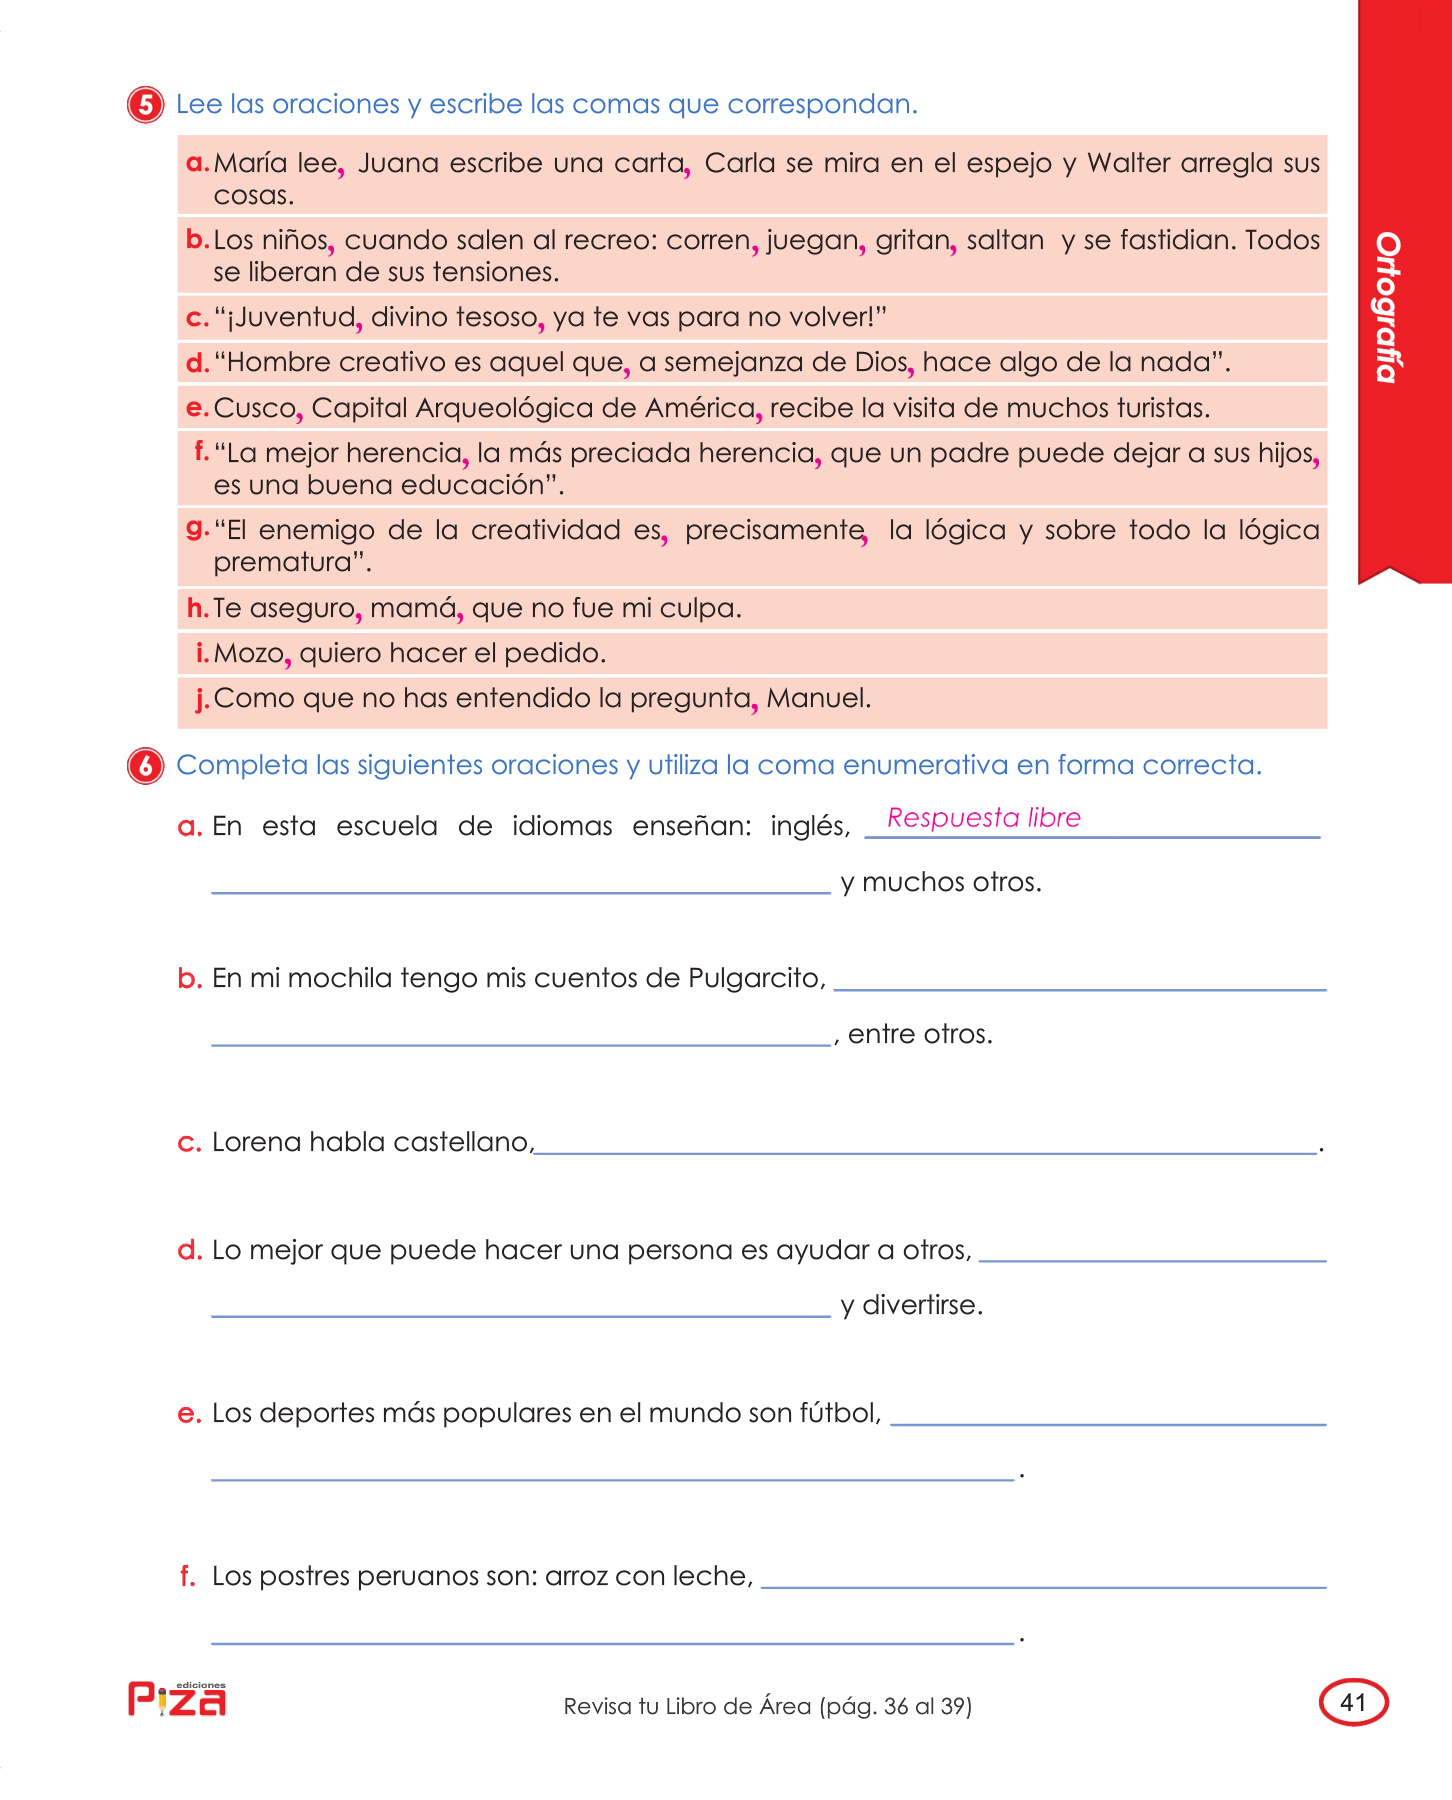 5 Lee las oraciones y escribe las comas que correspondan.
a. María lee, Juana escribe una carta, Carla se mira en el espejo y Walter arregla sus
cosas.
b. Los niños, cuando salen al recreo: corren, juegan, gritan, saltan y se fastidian. Todos
se liberan de sus tensiones.
c. “¡Juventud, divino tesoso, ya te vas para no volver!”
d. “Hombre creativo es aquel que, a semejanza de Dios, hace algo de la nada”.
e. Cusco, Capital Arqueológica de América, recibe la visita de muchos turistas.
f. “La mejor herencia, la más preciada herencia, que un padre puede dejar a sus hijos,
es una buena educación”.
g. “El enemigo de la creatividad es, precisamente, la lógica y sobre todo la lógica
prematura”.
h. Te aseguro, mamá, que no fue mi culpa.
i. Mozo, quiero hacer el pedido.
j. Como que no has entendido la pregunta, Manuel.
Ortografía
6 Completa las siguientes oraciones y utiliza la coma enumerativa en forma correcta.
a. En esta escuela de idiomas enseñan: inglés, Respuesta libre
y muchos otros.
b. En mi mochila tengo mis cuentos de Pulgarcito,
, entre otros.
c. Lorena habla castellano, .
d. Lo mejor que puede hacer una persona es ayudar a otros,
y divertirse.
e. Los deportes más populares en el mundo son fútbol,
.
f. Los postres peruanos son: arroz con leche,
.
ediciones
Piza
Revisa tu Libro de Área (pág. 36 al 39)
41